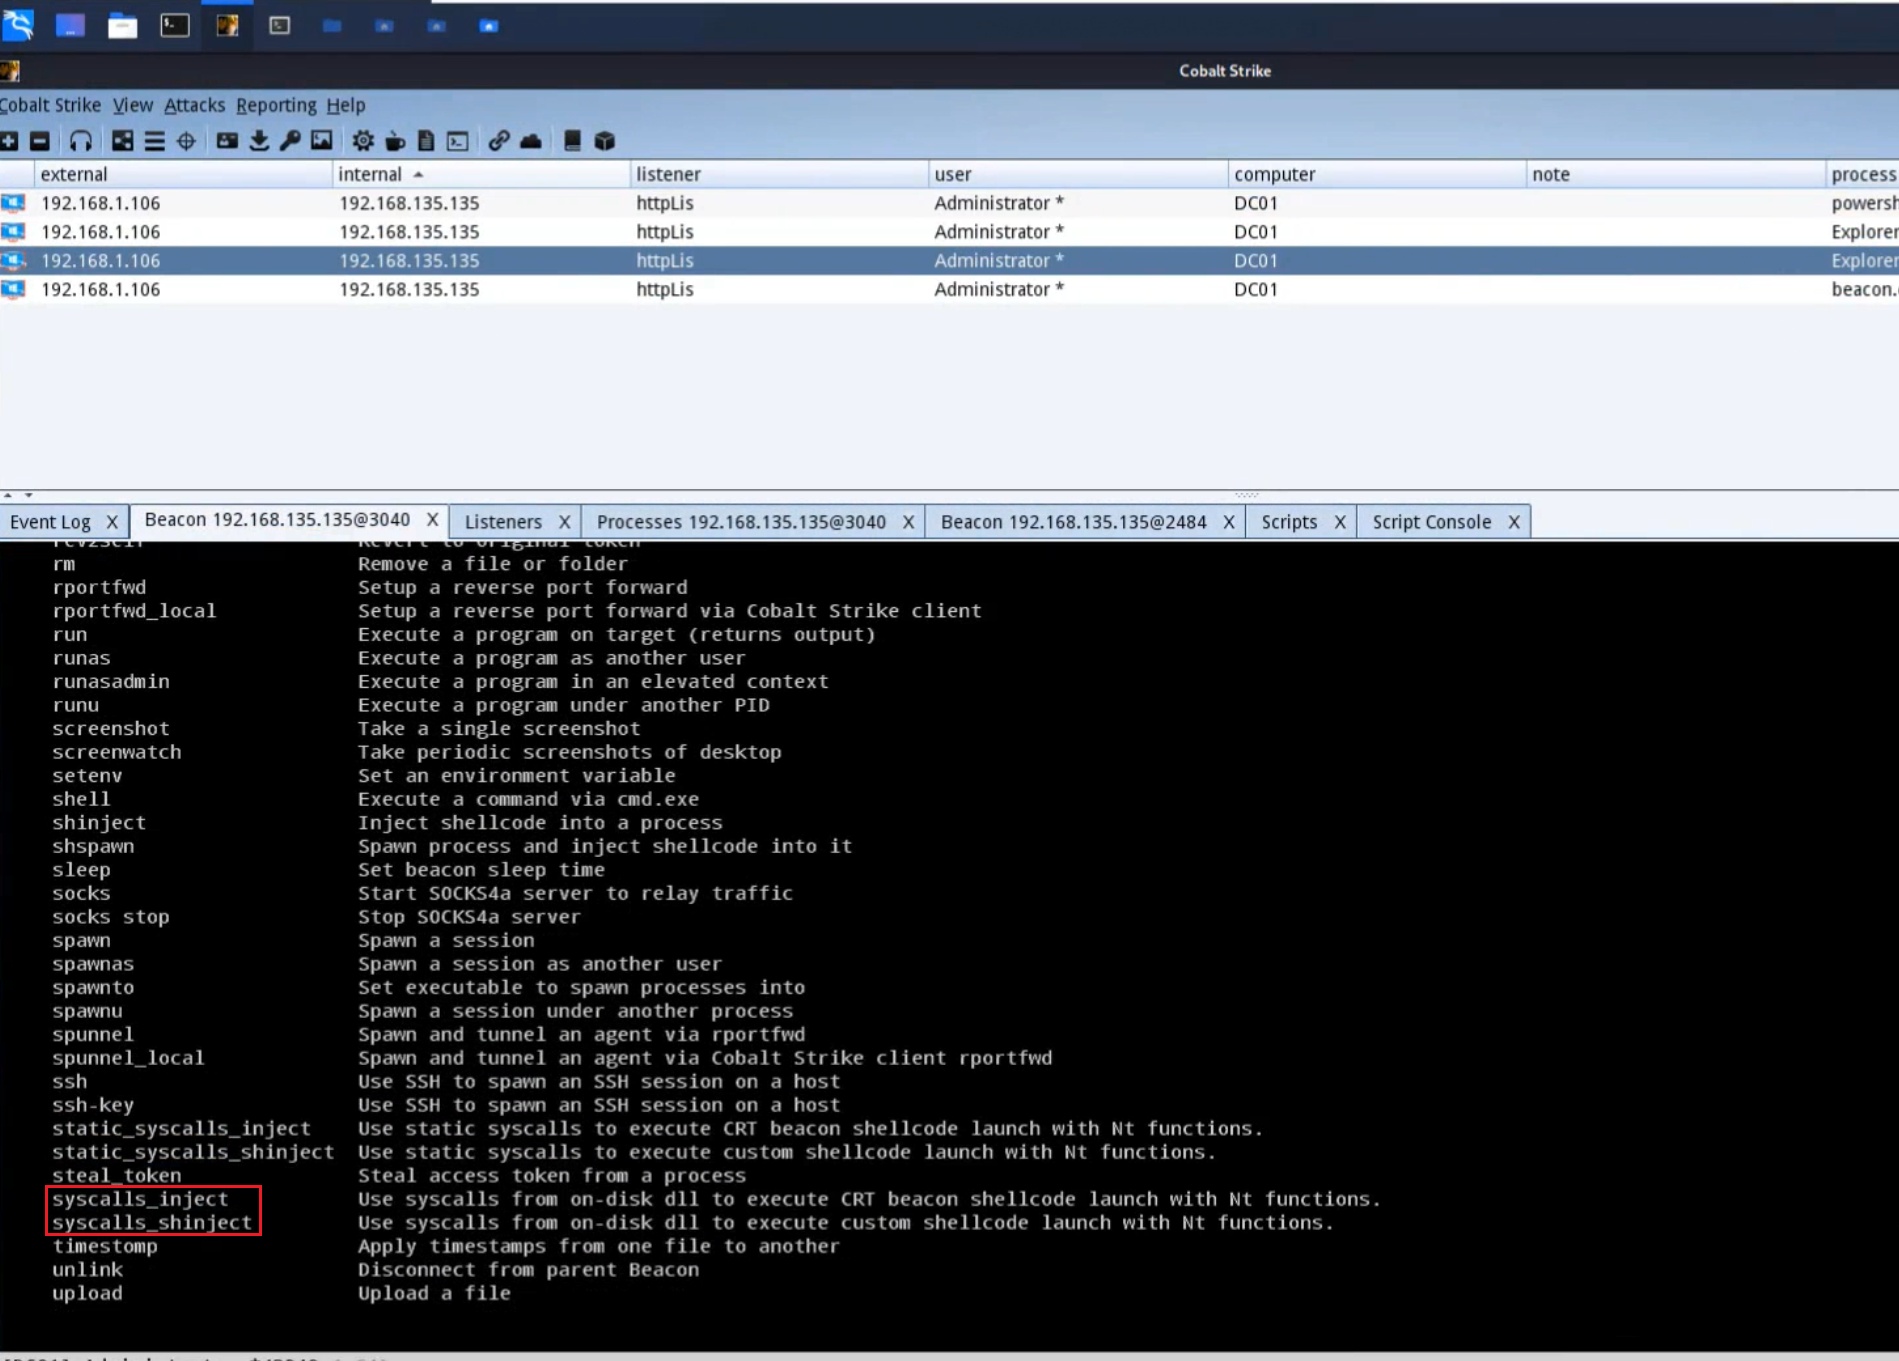 Cobalt Strike
Cobalt Strike View Attacks Reporting Help
external internal listener user computer note process
192.168.1.106 192.168.135.135 httpLis Administrator * DC01 powersh
192.168.1.106 192.168.135.135 httpLis Administrator * DC01 Explorer
192.168.1.106 192.168.135.135 httpLis Administrator * DC01 Explorer
192.168.1.106 192.168.135.135 httpLis Administrator * DC01 beacon.
Event Log X Beacon 192.168.135.135@3040 X Listeners X Processes 192.168.135.135@3040 X Beacon 192.168.135.135@2484 X Scripts X Script Console X
rev2self Revert to original token
rm Remove a file or folder
rportfwd Setup a reverse port forward
rportfwd_local Setup a reverse port forward via Cobalt Strike client
run Execute a program on target (returns output)
runas Execute a program as another user
runasadmin Execute a program in an elevated context
runu Execute a program under another PID
screenshot Take a single screenshot
screenwatch Take periodic screenshots of desktop
setenv Set an environment variable
shell Execute a command via cmd.exe
shinject Inject shellcode into a process
shspawn Spawn process and inject shellcode into it
sleep Set beacon sleep time
socks Start SOCKS4a server to relay traffic
socks stop Stop SOCKS4a server
spawn Spawn a session
spawnas Spawn a session as another user
spawnto Set executable to spawn processes into
spawnu Spawn a session under another process
spunnel Spawn and tunnel an agent via rportfwd
spunnel_local Spawn and tunnel an agent via Cobalt Strike client rportfwd
ssh Use SSH to spawn an SSH session on a host
ssh-key Use SSH to spawn an SSH session on a host
static_syscalls_inject Use static syscalls to execute CRT beacon shellcode launch with Nt functions.
static_syscalls_shinject Use static syscalls to execute custom shellcode launch with Nt functions.
steal_token Steal access token from a process
syscalls_inject Use syscalls from on-disk dll to execute CRT beacon shellcode launch with Nt functions.
syscalls_shinject Use syscalls from on-disk dll to execute custom shellcode launch with Nt functions.
timestomp Apply timestamps from one file to another
unlink Disconnect from parent Beacon
upload Upload a file